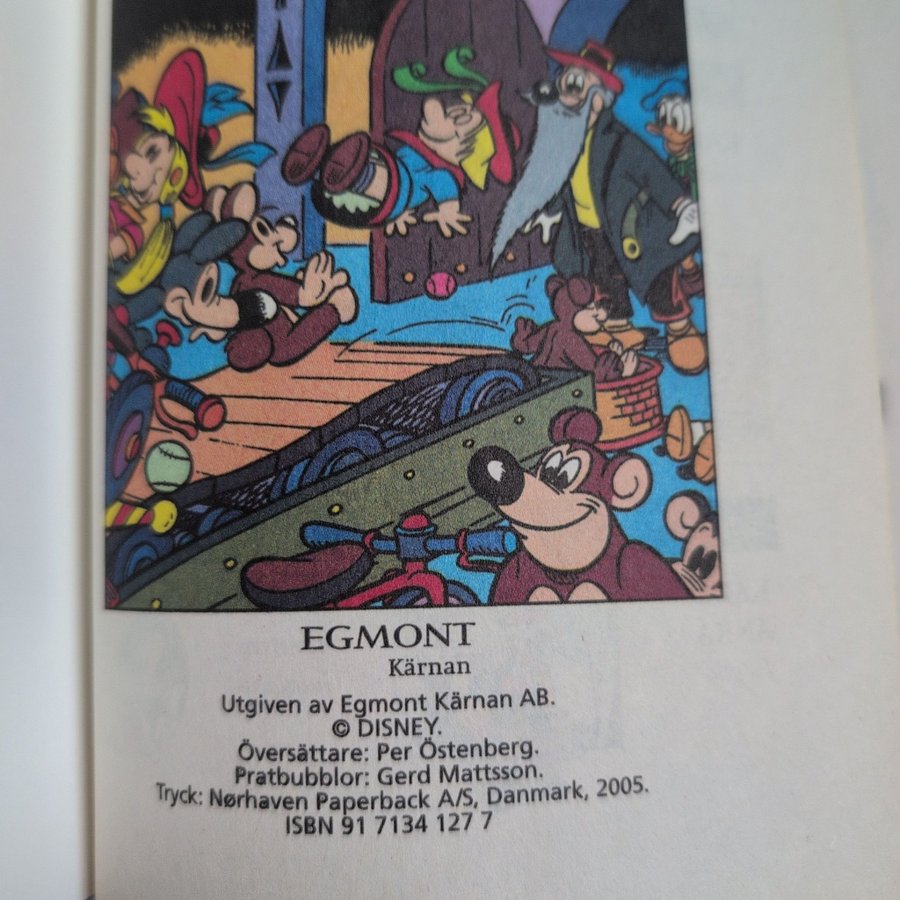 EGMONT
Kärnan
Utgiven av Egmont Kärnan AB.
© DISNEY.
Översättare: Per Östenberg.
Pratbubblor: Gerd Mattsson.
Tryck: Nørhaven Paperback A/S, Danmark, 2005.
ISBN 91 7134 127 7